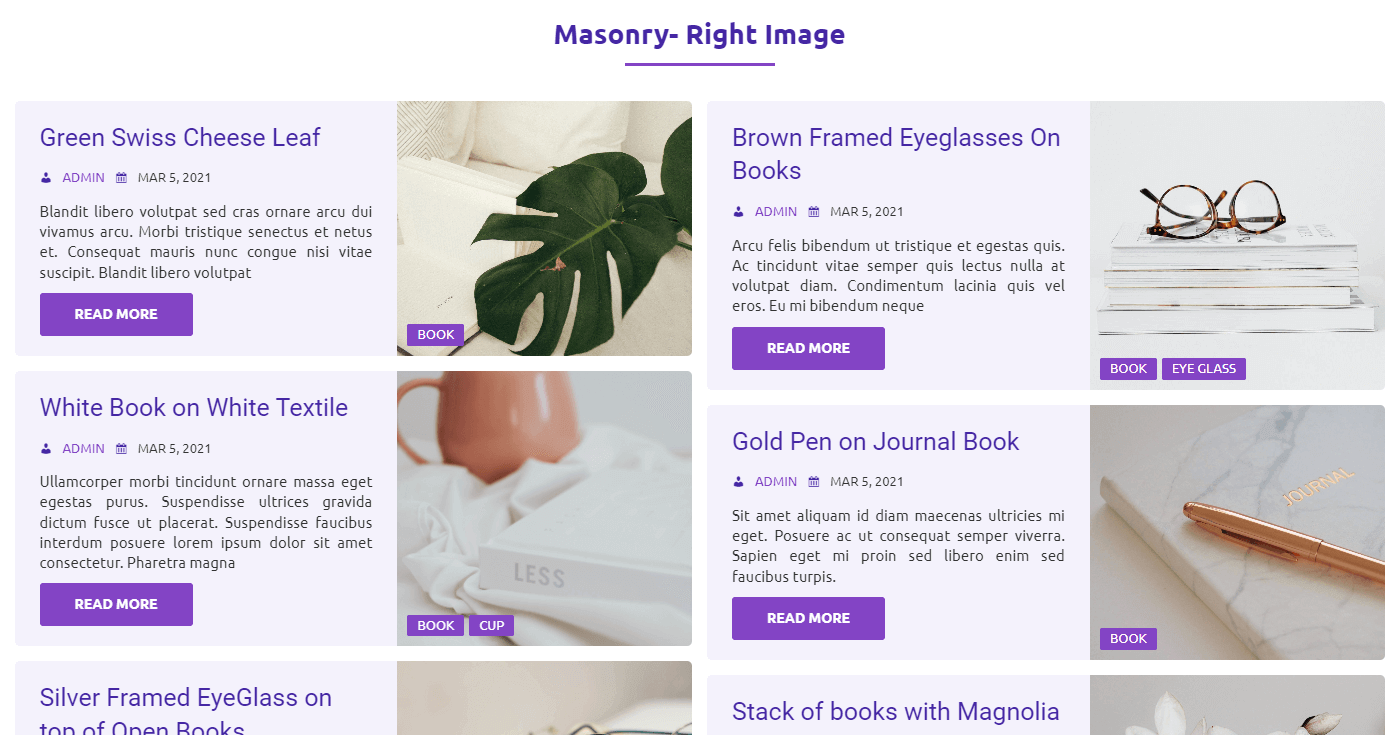 Masonry- Right Image
Green Swiss Cheese Leaf
ADMIN MAR 5, 2021
Blandit libero volutpat sed cras ornare arcu dui
vivamus arcu. Morbi tristique senectus et netus
et. Consequat mauris nunc congue nisi vitae
suscipit. Blandit libero volutpat
READ MORE
BOOK
Brown Framed Eyeglasses On
Books
ADMIN MAR 5, 2021
Arcu felis bibendum ut tristique et egestas quis.
Ac tincidunt vitae semper quis lectus nulla at
volutpat diam. Condimentum lacinia quis vel
eros. Eu mi bibendum neque
READ MORE
BOOK EYE GLASS
White Book on White Textile
ADMIN MAR 5, 2021
Ullamcorper morbi tincidunt ornare massa eget
egestas purus. Suspendisse ultrices gravida
dictum fusce ut placerat. Suspendisse faucibus
interdum posuere lorem ipsum dolor sit amet
consectetur. Pharetra magna
READ MORE
LESS
BOOK CUP
Gold Pen on Journal Book
ADMIN MAR 5, 2021
Sit amet aliquam id diam maecenas ultricies mi
eget. Posuere ac ut consequat semper viverra.
Sapien eget mi proin sed libero enim sed
faucibus turpis.
READ MORE
JOURNAL
BOOK
Silver Framed EyeGlass on
top of Open Books
Stack of books with Magnolia